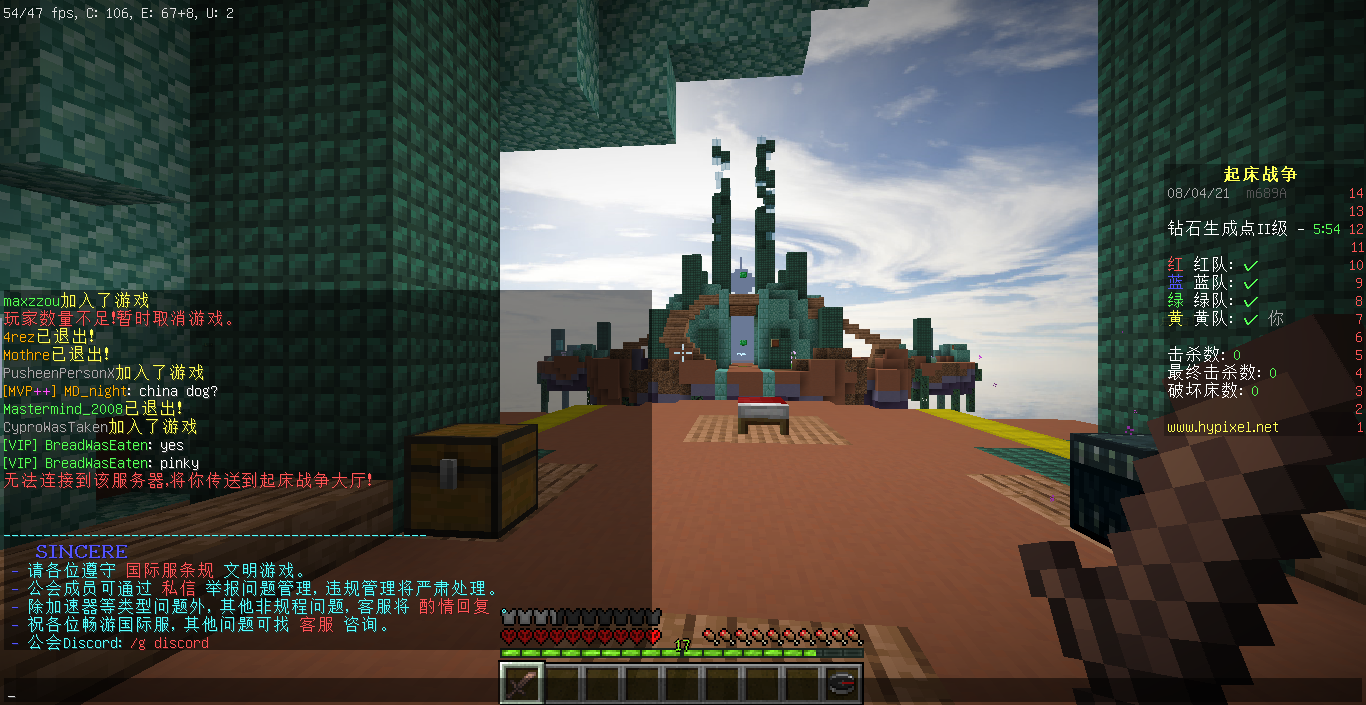 54/47 fps, C: 106, E: 67+8, U: 2
maxzzou加入了游戏
玩家数量不足!暂时取消游戏。
4rez已退出!
Mothre已退出!
PusheenPersonX加入了游戏
[MVP++] MD_night: china dog?
Mastermind_2008已退出!
CyproWasTaken加入了游戏
[VIP] BreadWasEaten: yes
[VIP] BreadWasEaten: pinky
无法连接到该服务器,将你传送到起床战争大厅!
SINCERE
- 请各位遵守 国际服条规 文明游戏。
- 公会成员可通过 私信 举报问题管理, 违规管理将严肃处理。
- 除加速器等类型问题外, 其他非规程问题, 客服将 酌情回复
- 祝各位畅游国际服, 其他问题可找 客服 咨询。
- 公会Discord: /g discord
_
17
起床战争
08/04/21 m689A 14
13
钻石生成点II级 - 5:54 12
11
红 红队: ✓ 10
蓝 蓝队: ✓ 9
绿 绿队: ✓ 8
黄 黄队: ✓ 你 7
6
击杀数: 0 5
最终击杀数: 0 4
破坏床数: 0 3
2
www.hypixel.net 1